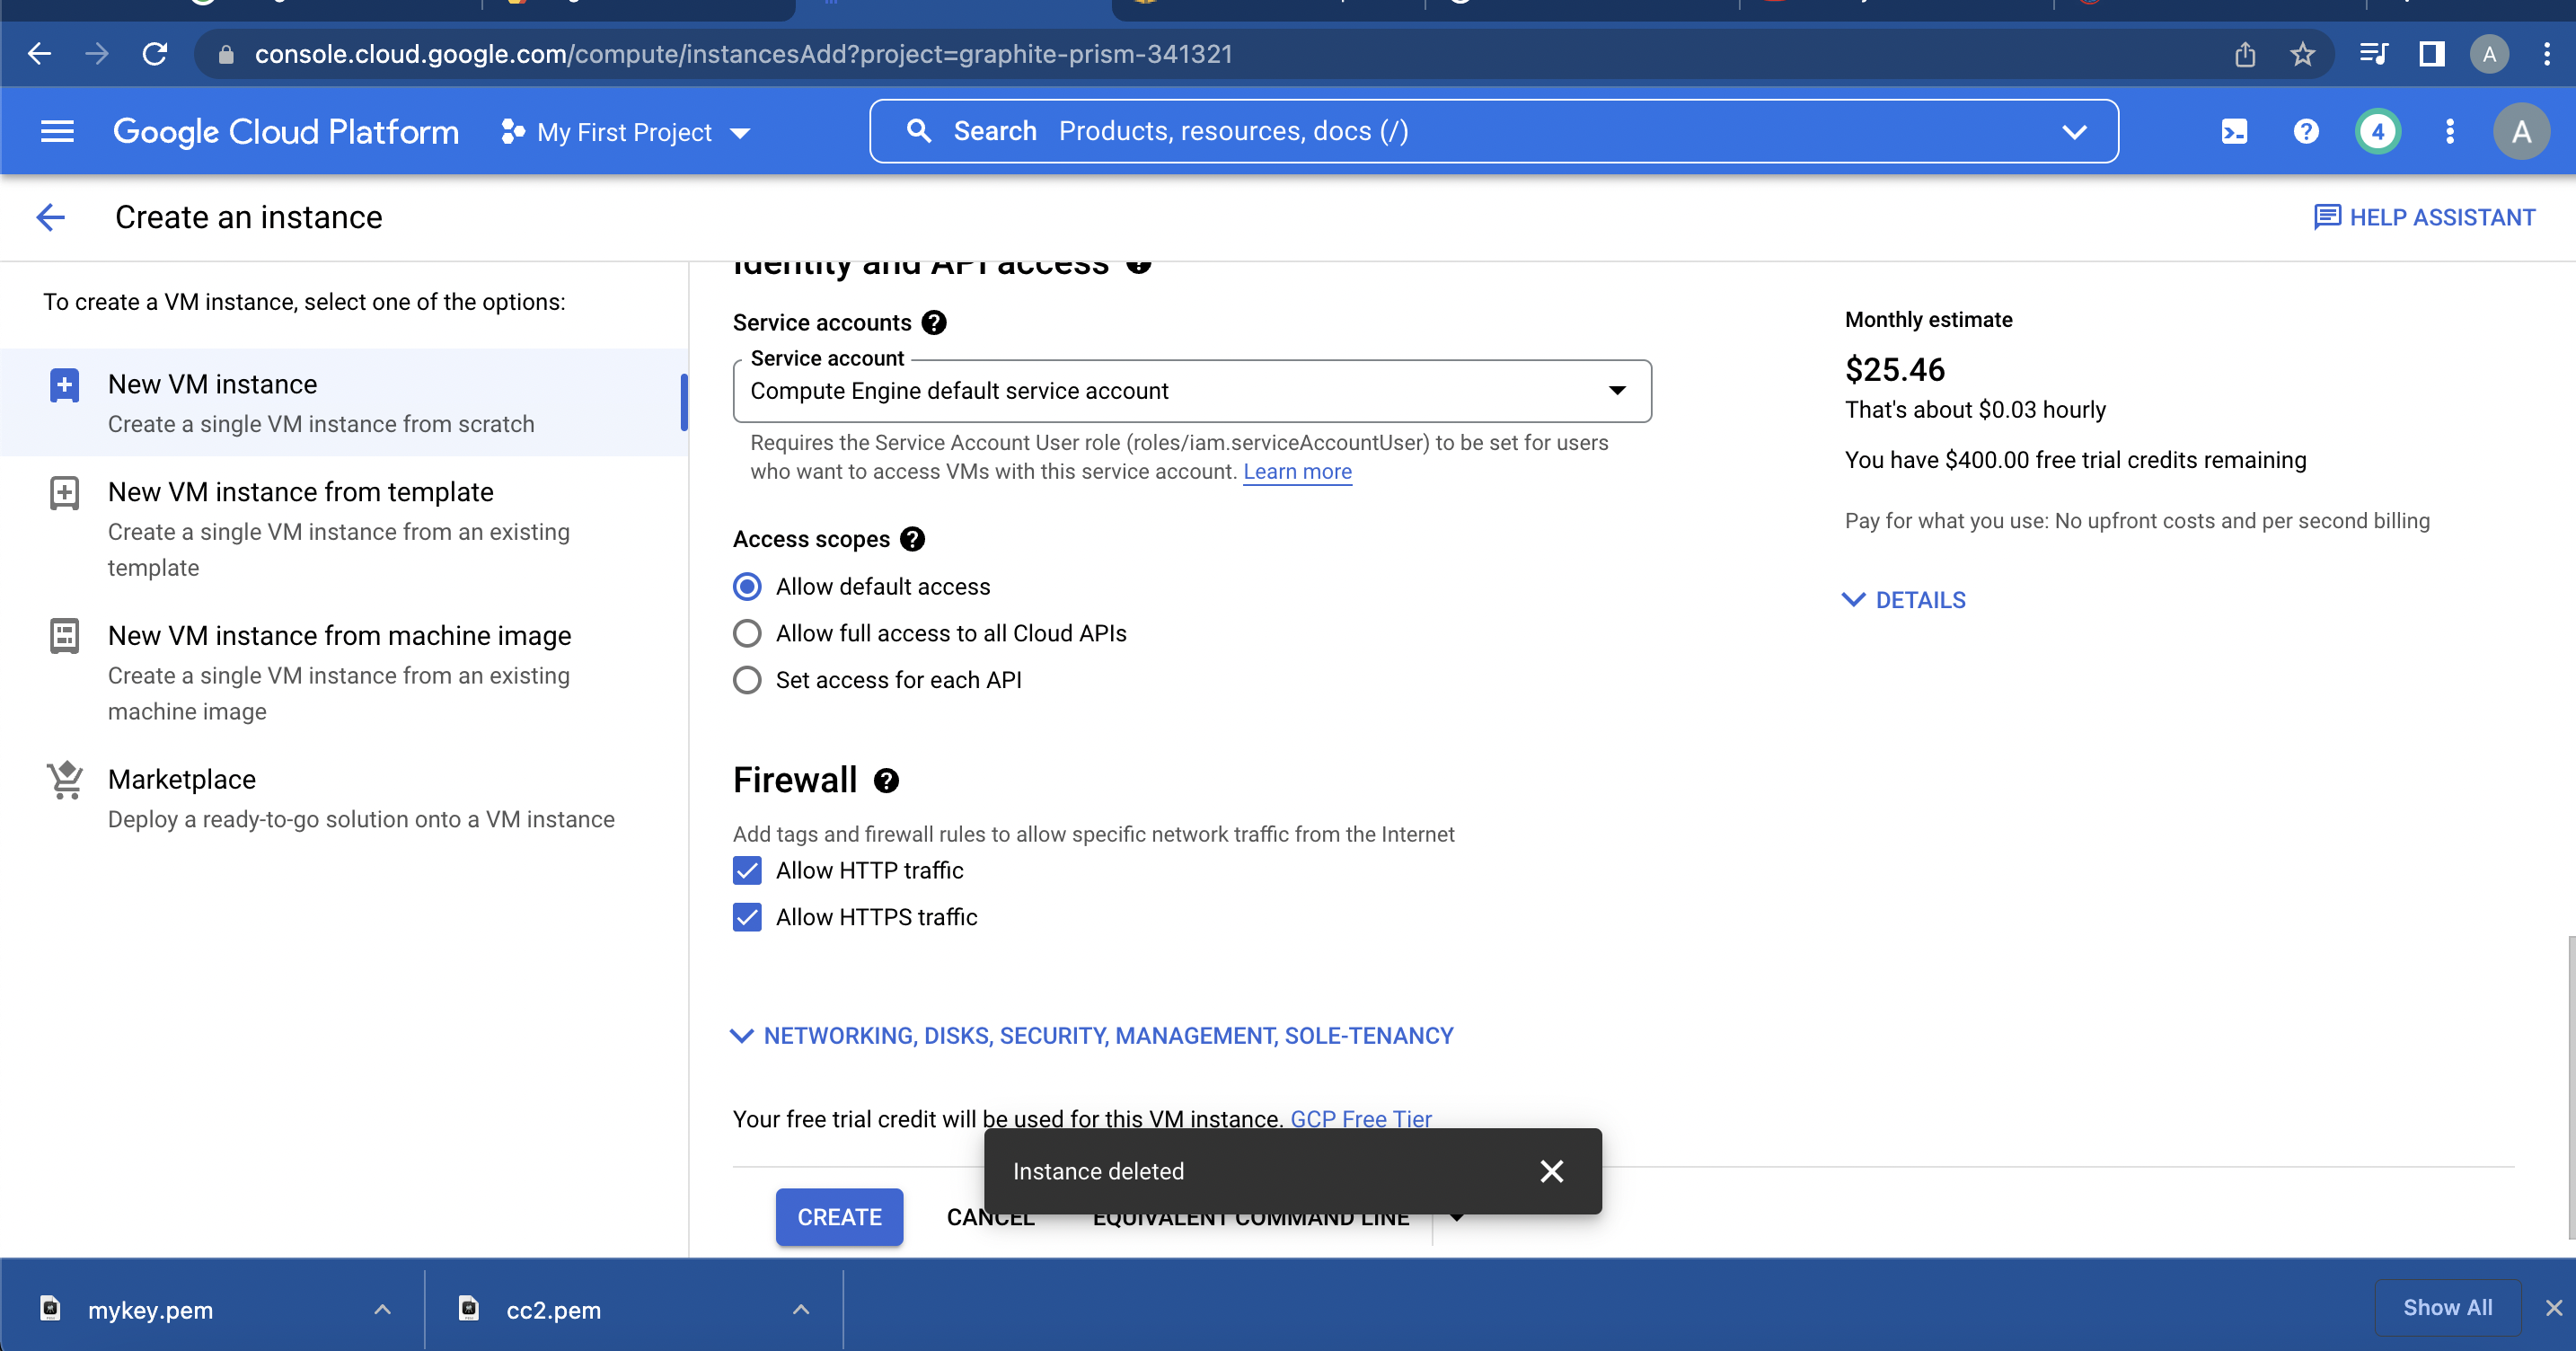 console.cloud.google.com/compute/instancesAdd?project=graphite-prism-341321
A
Google Cloud Platform
My First Project
Search Products, resources, docs (/)
4
A
Create an instance
HELP ASSISTANT
To create a VM instance, select one of the options:
New VM instance
Create a single VM instance from scratch
New VM instance from template
Create a single VM instance from an existing
template
New VM instance from machine image
Create a single VM instance from an existing
machine image
Marketplace
Deploy a ready-to-go solution onto a VM instance
Identity and API access
Service accounts
Service account
Compute Engine default service account
Requires the Service Account User role (roles/iam.serviceAccountUser) to be set for users
who want to access VMs with this service account. Learn more
Access scopes
Allow default access
Allow full access to all Cloud APIs
Set access for each API
Firewall
Add tags and firewall rules to allow specific network traffic from the Internet
Allow HTTP traffic
Allow HTTPS traffic
NETWORKING, DISKS, SECURITY, MANAGEMENT, SOLE-TENANCY
Your free trial credit will be used for this VM instance. GCP Free Tier
Instance deleted
CREATE
CANCEL
EQUIVALENT COMMAND LINE
Monthly estimate
$25.46
That's about $0.03 hourly
You have $400.00 free trial credits remaining
Pay for what you use: No upfront costs and per second billing
DETAILS
mykey.pem
cc2.pem
Show All